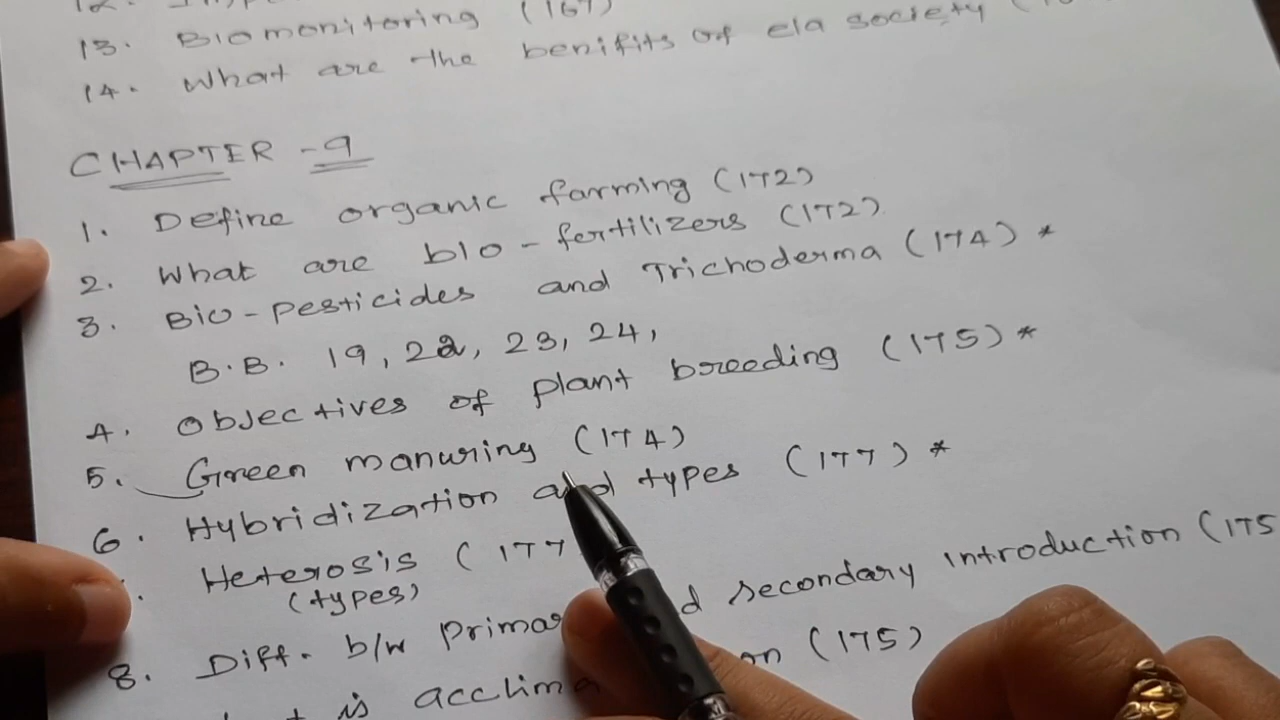 13. Biomonitoring (167)
14. What are the benifits of ela society
CHAPTER - 9
1. Define organic farming (172)
2. What are bio-fertilizers (172)
3. Bio-pesticides and Trichoderma (174) *
B.B. 19, 22, 23, 24,
4. Objectives of plant breeding (175) *
5. Green manuring (174)
6. Hybridization and types (177) *
Heterosis (177
(types)
8. Diff. b/w primar d secondary introduction (175
is acclima on (175)